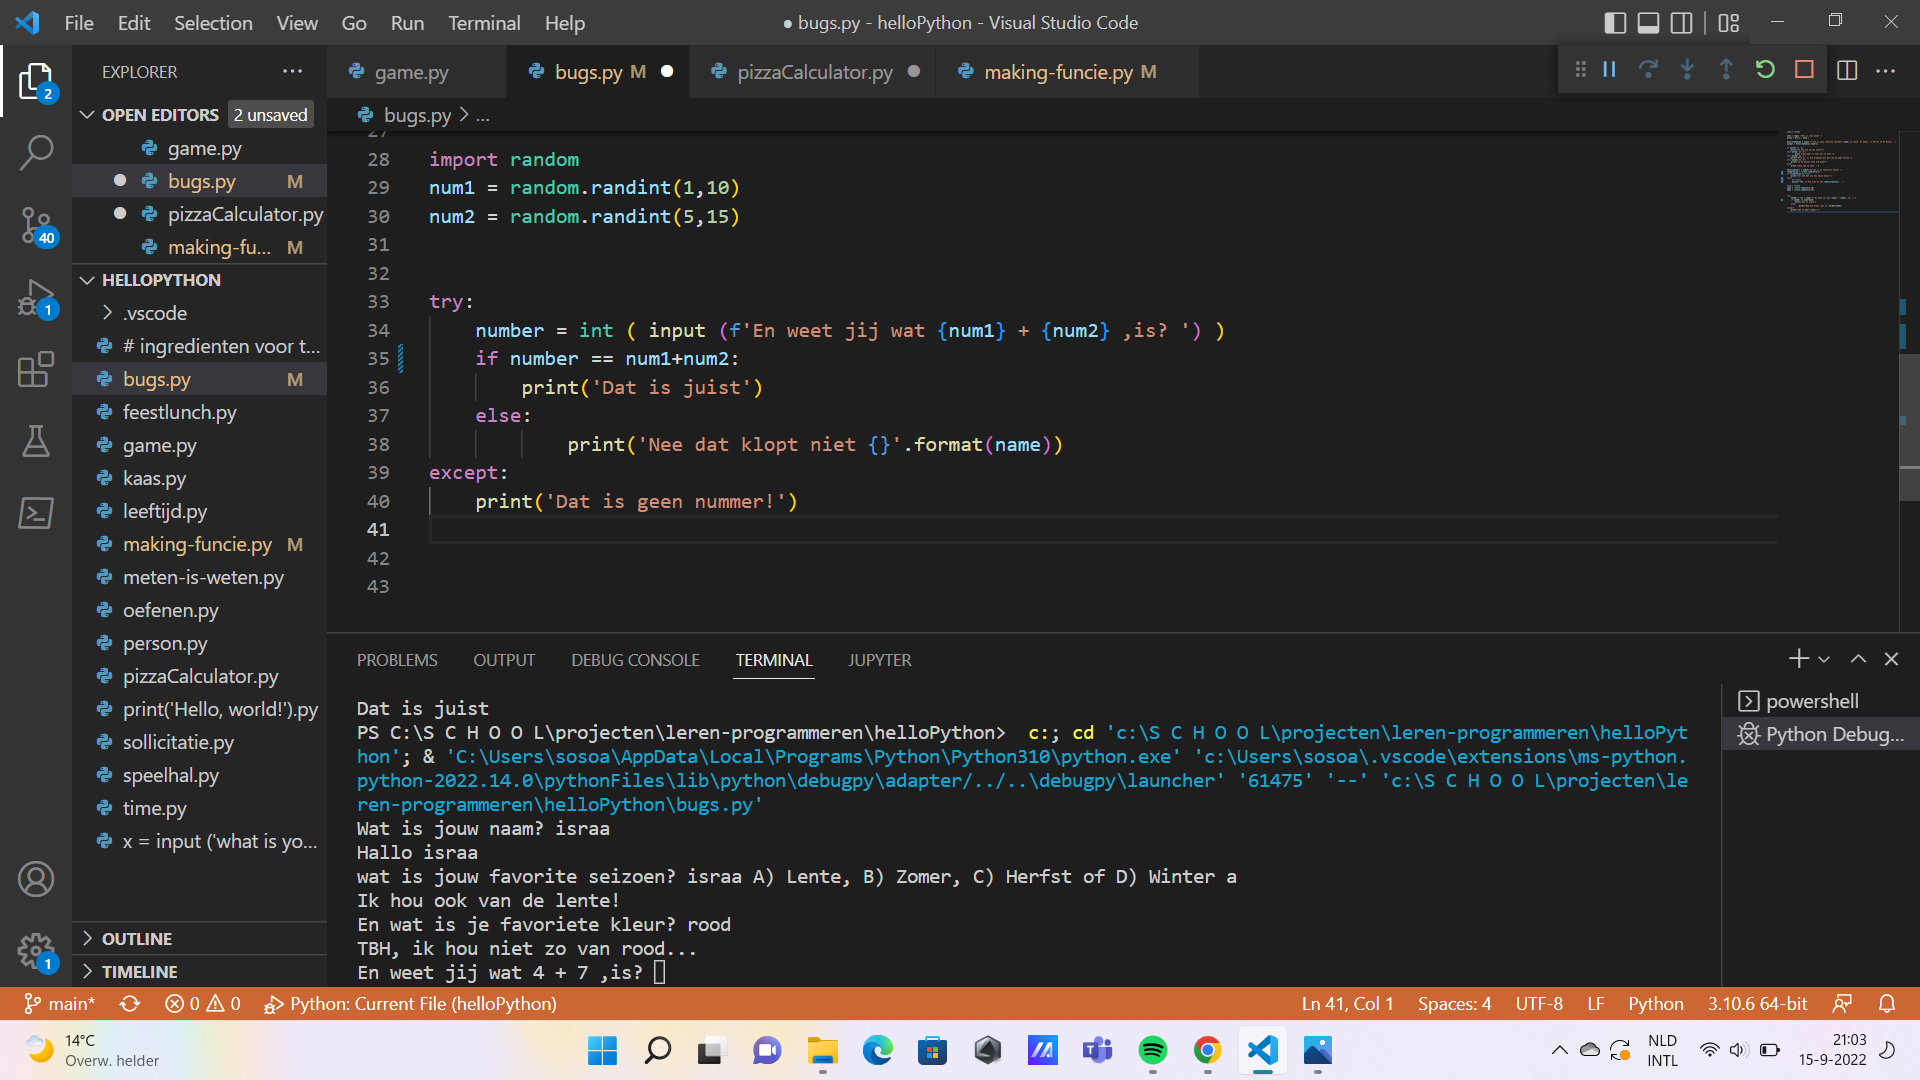 File Edit Selection View Go Run Terminal Help
● bugs.py - helloPython - Visual Studio Code
EXPLORER
game.py
bugs.py M
pizzaCalculator.py
making-funcie.py M
OPEN EDITORS 2 unsaved
game.py
bugs.py M
pizzaCalculator.py
making-fu... M
HELLOPYTHON
.vscode
# ingredienten voor t...
bugs.py M
feestlunch.py
game.py
kaas.py
leeftijd.py
making-funcie.py M
meten-is-weten.py
oefenen.py
person.py
pizzaCalculator.py
print('Hello, world!').py
sollicitatie.py
speelhal.py
time.py
x = input ('what is yo...
OUTLINE
TIMELINE
2
40
1
1
bugs.py > ...
27
28 import random
29 num1 = random.randint(1,10)
30 num2 = random.randint(5,15)
31
32
33 try:
34 number = int ( input (f'En weet jij wat {num1} + {num2} ,is? ') )
35 if number == num1+num2:
36 print('Dat is juist')
37 else:
38 print('Nee dat klopt niet {}'.format(name))
39 except:
40 print('Dat is geen nummer!')
41
42
43
PROBLEMS OUTPUT DEBUG CONSOLE TERMINAL JUPYTER
Dat is juist
PS C:\S C H O O L\projecten\leren-programmeren\helloPython>  c:; cd 'c:\S C H O O L\projecten\leren-programmeren\helloPyt
hon'; & 'C:\Users\sosoa\AppData\Local\Programs\Python\Python310\python.exe' 'c:\Users\sosoa\.vscode\extensions\ms-python.
python-2022.14.0\pythonFiles\lib\python\debugpy\adapter/../..\debugpy\launcher' '61475' '--' 'c:\S C H O O L\projecten\le
ren-programmeren\helloPython\bugs.py'
Wat is jouw naam? israa
Hallo israa
wat is jouw favorite seizoen? israa A) Lente, B) Zomer, C) Herfst of D) Winter a
Ik hou ook van de lente!
En wat is je favoriete kleur? rood
TBH, ik hou niet zo van rood...
En weet jij wat 4 + 7 ,is?
powershell
Python Debug...
main* 0 0 Python: Current File (helloPython)
Ln 41, Col 1 Spaces: 4 UTF-8 LF Python 3.10.6 64-bit
14°C
Overw. helder
NLD
INTL
21:03
15-9-2022